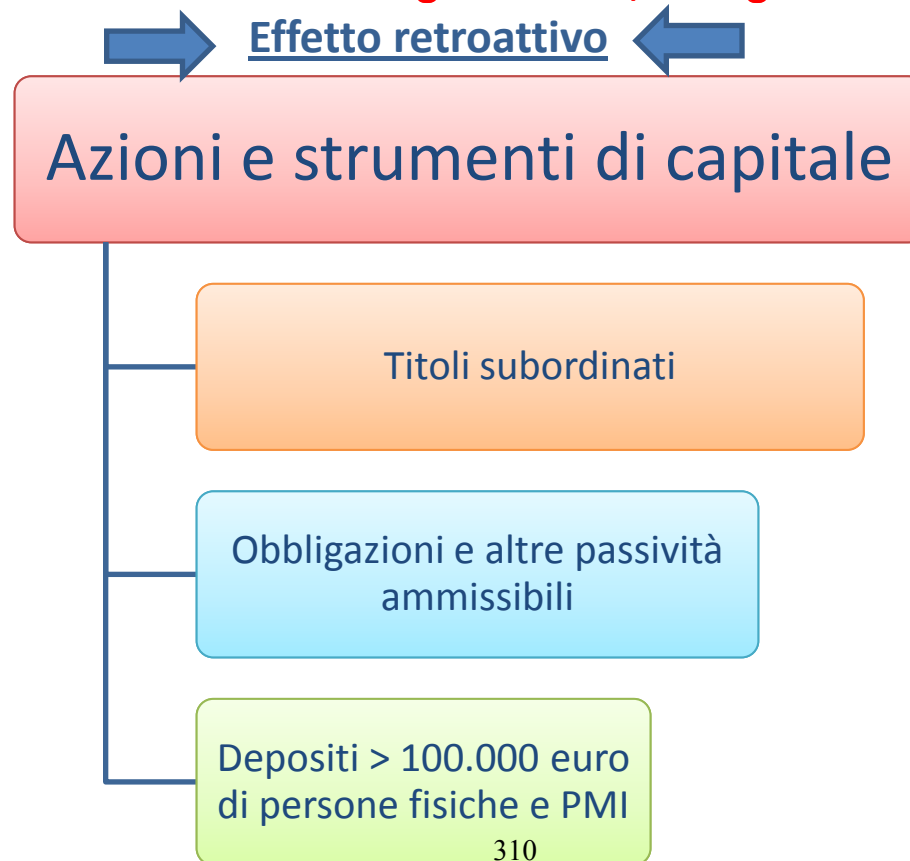 Effetto retroattivo
Azioni e strumenti di capitale
Titoli subordinati
Obbligazioni e altre passività
ammissibili
Depositi > 100.000 euro
di persone fisiche e PMI
310